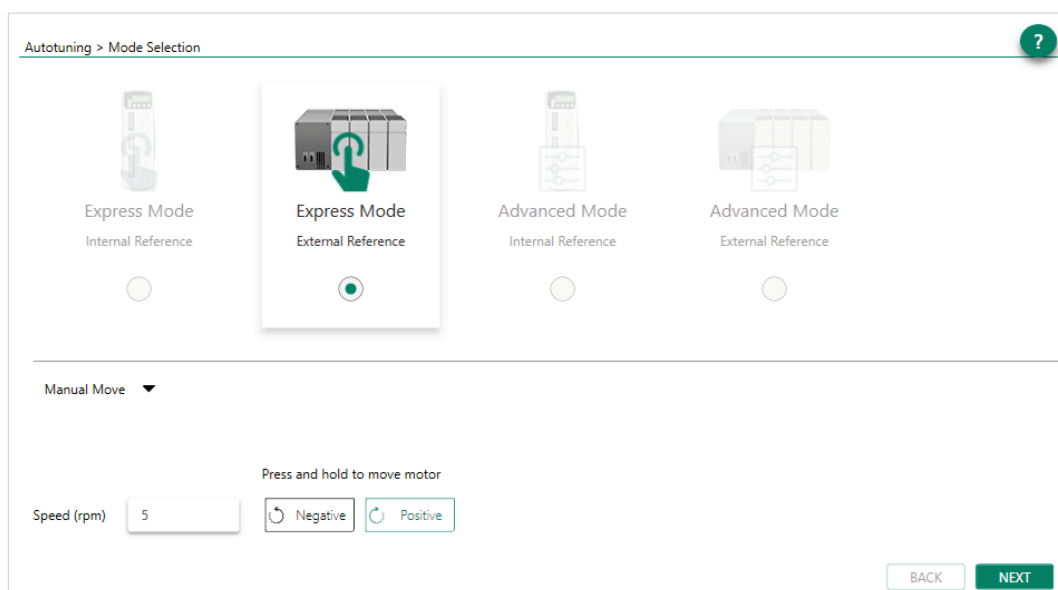 Autotuning > Mode Selection
?
Express Mode
Internal Reference
Express Mode
External Reference
Advanced Mode
Internal Reference
Advanced Mode
External Reference
Manual Move
Press and hold to move motor
Speed (rpm) 5 Negative Positive
BACK NEXT